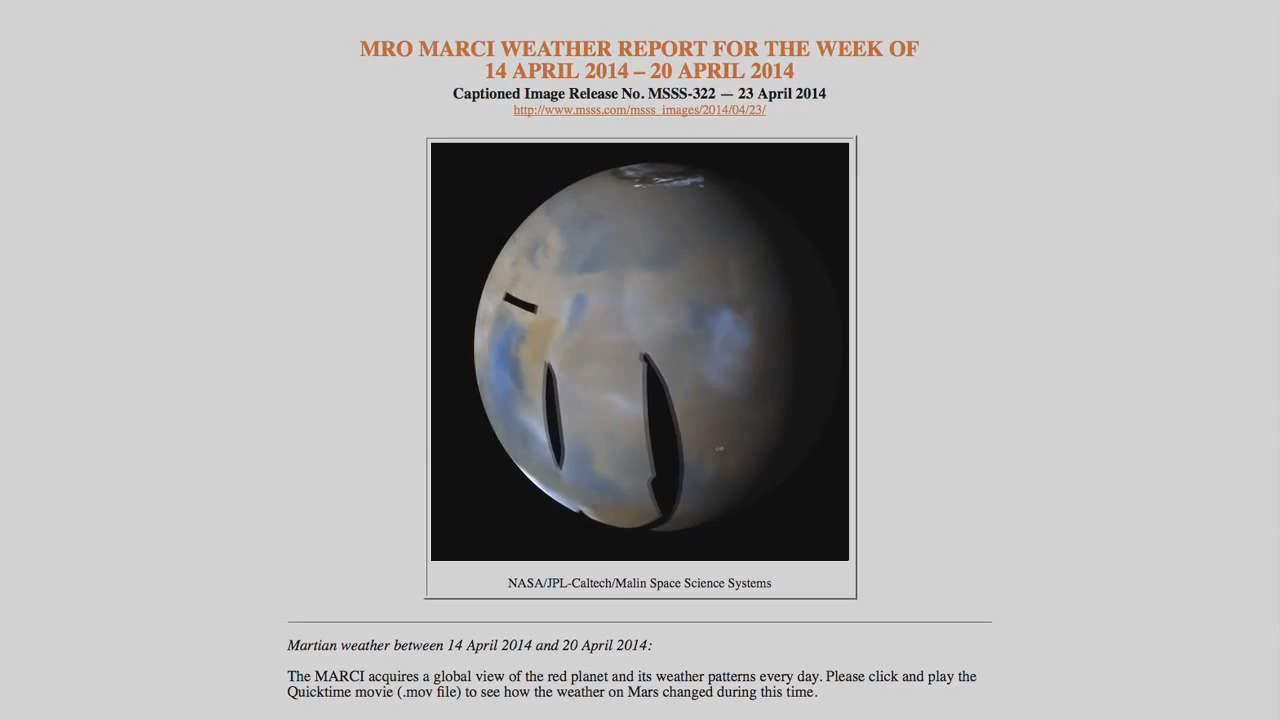 MRO MARCI WEATHER REPORT FOR THE WEEK OF
14 APRIL 2014 – 20 APRIL 2014
Captioned Image Release No. MSSS-322 — 23 April 2014
http://www.msss.com/msss_images/2014/04/23/
NASA/JPL-Caltech/Malin Space Science Systems
Martian weather between 14 April 2014 and 20 April 2014:
The MARCI acquires a global view of the red planet and its weather patterns every day. Please click and play the
Quicktime movie (.mov file) to see how the weather on Mars changed during this time.